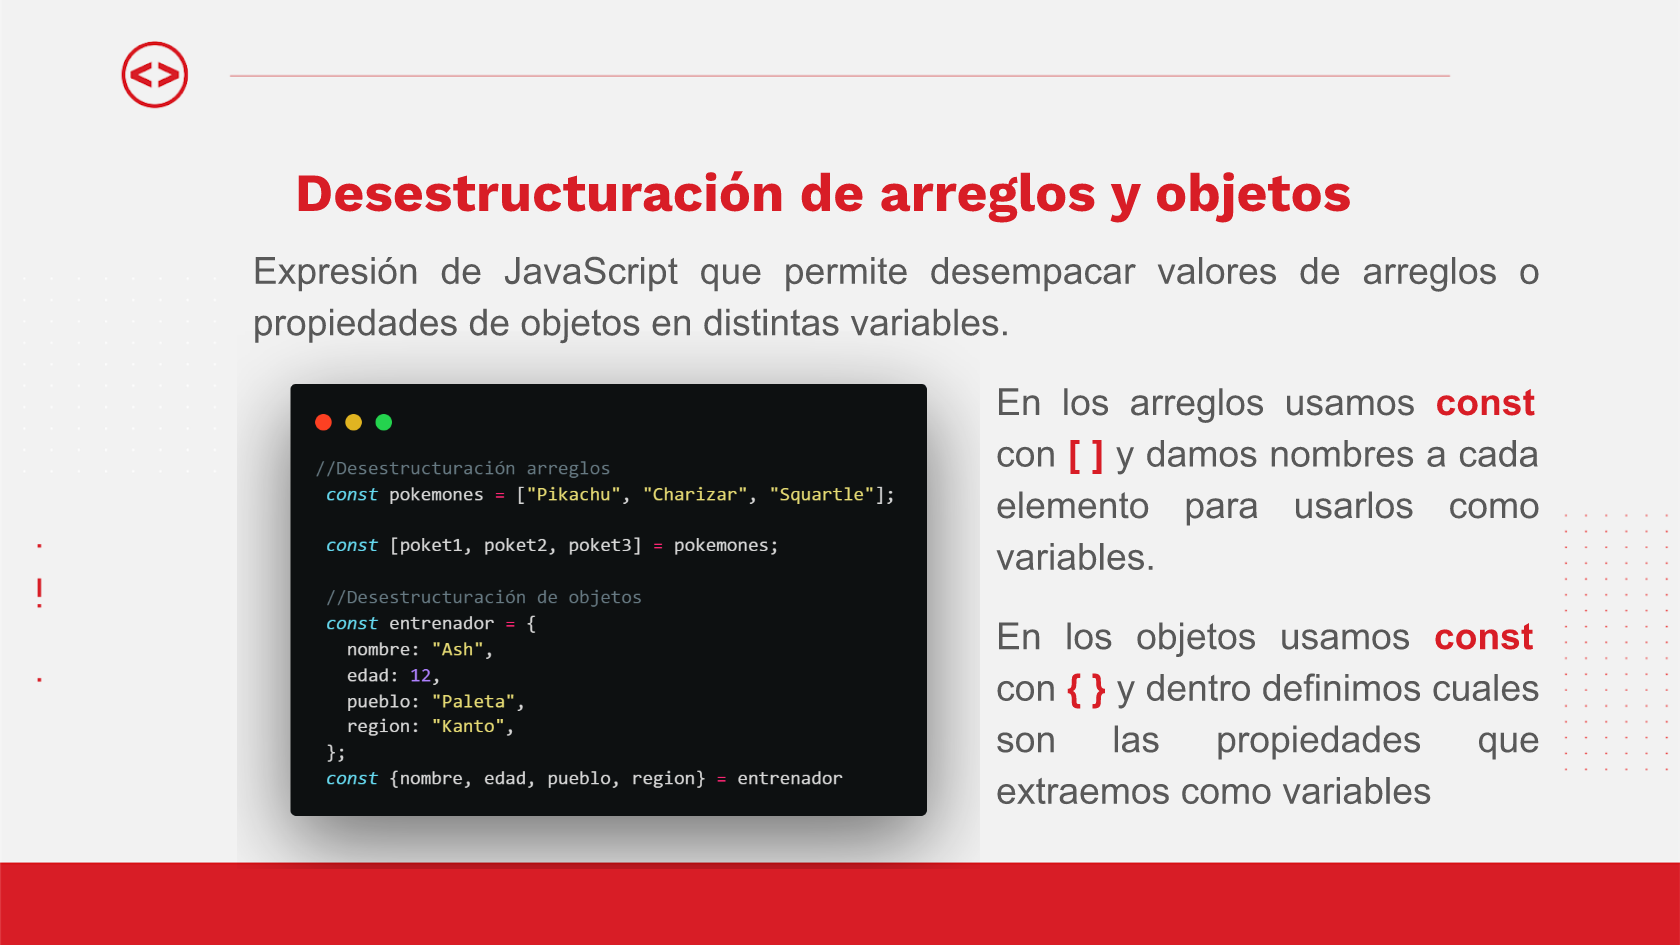 <>
Desestructuración de arreglos y objetos
Expresión de JavaScript que permite desempacar valores de arreglos o
propiedades de objetos en distintas variables.
//Desestructuración arreglos
const pokemones = ["Pikachu", "Charizar", "Squartle"];
const [poket1, poket2, poket3] = pokemones;
//Desestructuración de objetos
const entrenador = {
nombre: "Ash",
edad: 12,
pueblo: "Paleta",
region: "Kanto",
};
const {nombre, edad, pueblo, region} = entrenador
En los arreglos usamos const
con [ ] y damos nombres a cada
elemento para usarlos como
variables.
En los objetos usamos const
con { } y dentro definimos cuales
son las propiedades que
extraemos como variables